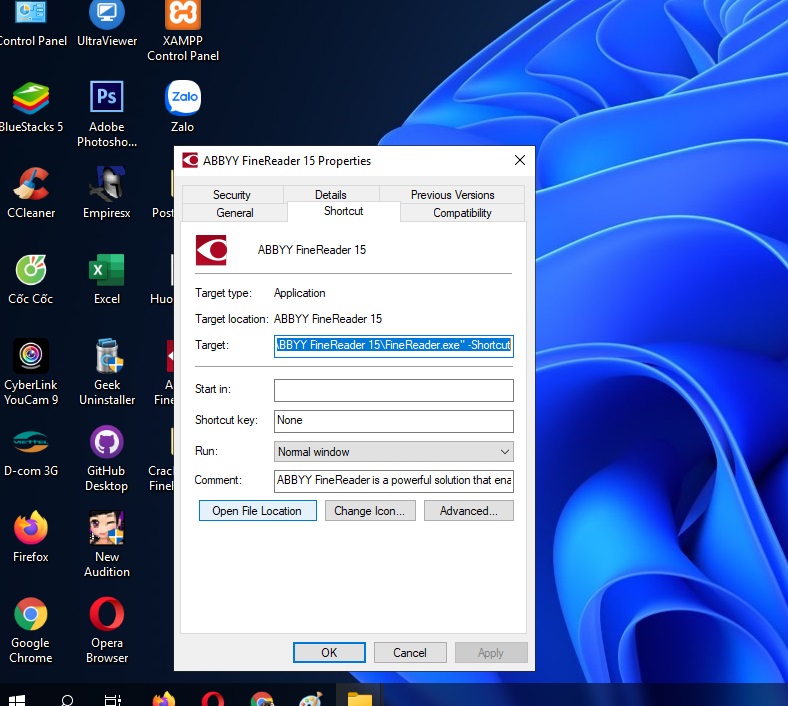 Control Panel
UltraViewer
XAMPP
Control Panel
BlueStacks 5
Ps
Adobe
Photosho...
Zalo
Zalo
CCleaner
Empiresx
Post
Cốc Cốc
X
Excel
Huo
CyberLink
YouCam 9
Geek
Uninstaller
A
Fine
viettel
D-com 3G
GitHub
Desktop
Crac
Fine
Firefox
New
Audition
Google
Chrome
Opera
Browser
ABBYY FineReader 15 Properties
Security
Details
Previous Versions
General
Shortcut
Compatibility
ABBYY FineReader 15
Target type:
Application
Target location:
ABBYY FineReader 15
Target:
ABBYY FineReader 15\FineReader.exe" -Shortcut
Start in:
Shortcut key:
None
Run:
Normal window
Comment:
ABBYY FineReader is a powerful solution that ena
Open File Location
Change Icon...
Advanced...
OK
Cancel
Apply